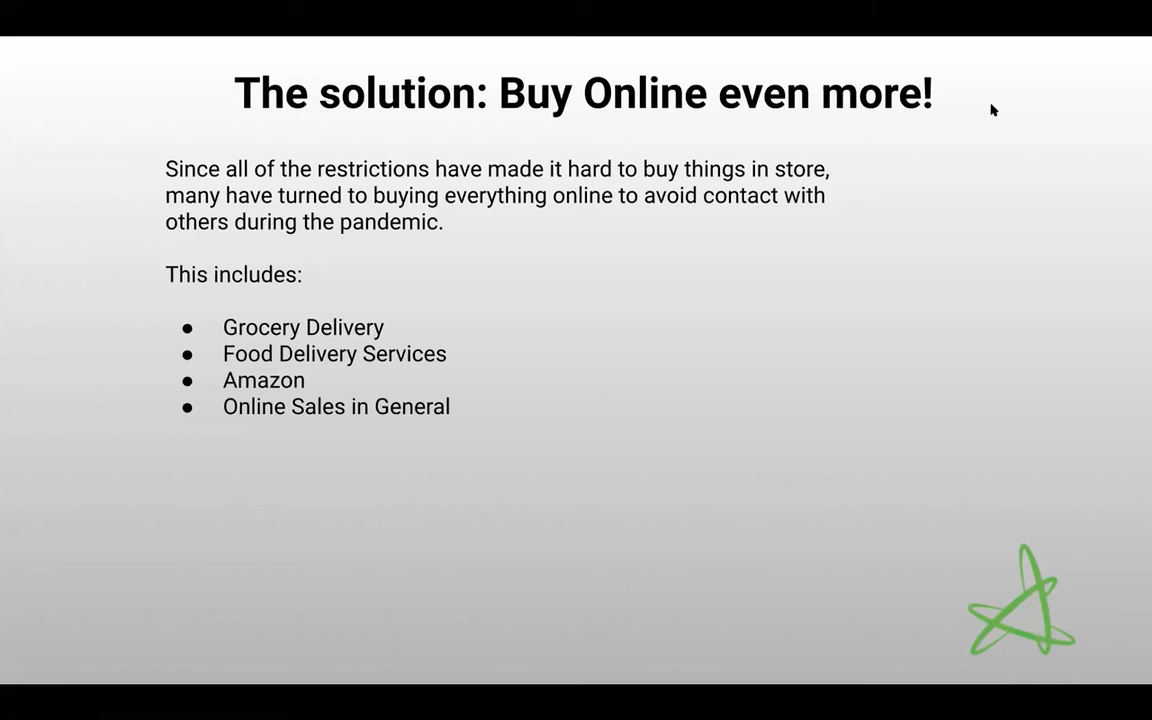 The solution: Buy Online even more!
Since all of the restrictions have made it hard to buy things in store,
many have turned to buying everything online to avoid contact with
others during the pandemic.
This includes:
● Grocery Delivery
● Food Delivery Services
● Amazon
● Online Sales in General